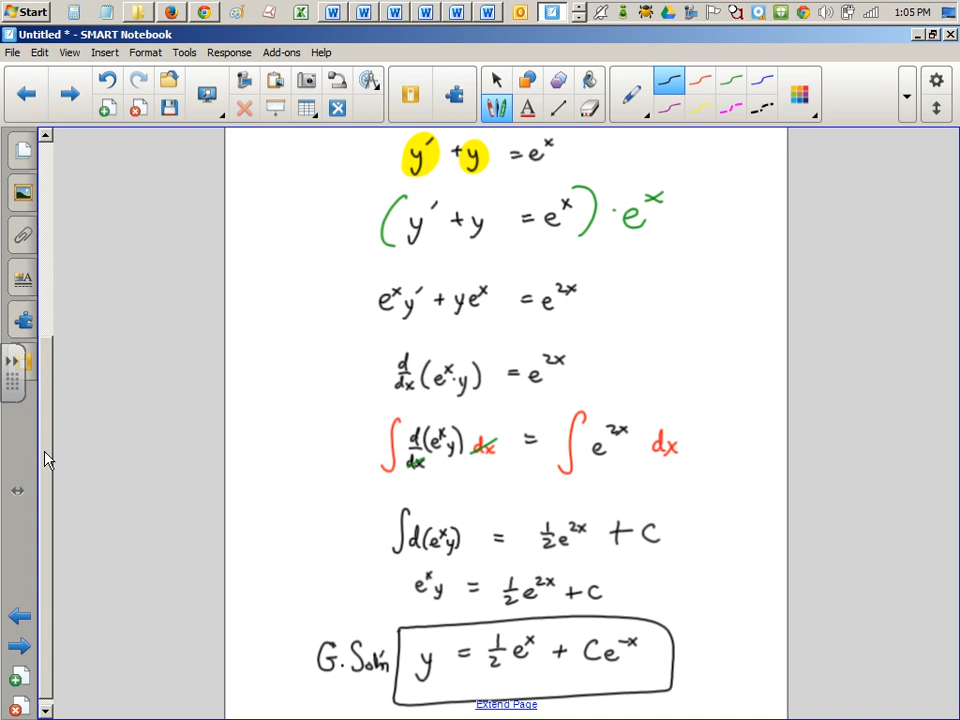 Start
1:05 PM
Untitled * - SMART Notebook
File Edit View Insert Format Tools Response Add-ons Help
y′ + y = e^x
(y′ + y = e^x) · e^x
e^x y′ + ye^x = e^2x
d/dx (e^x · y) = e^2x
∫ d/dx (e^x y) dx = ∫ e^2x dx
∫ d(e^x y) = 1/2 e^2x + C
e^x y = 1/2 e^2x + C
G. Sol'n y = 1/2 e^x + Ce^-x
Extend Page